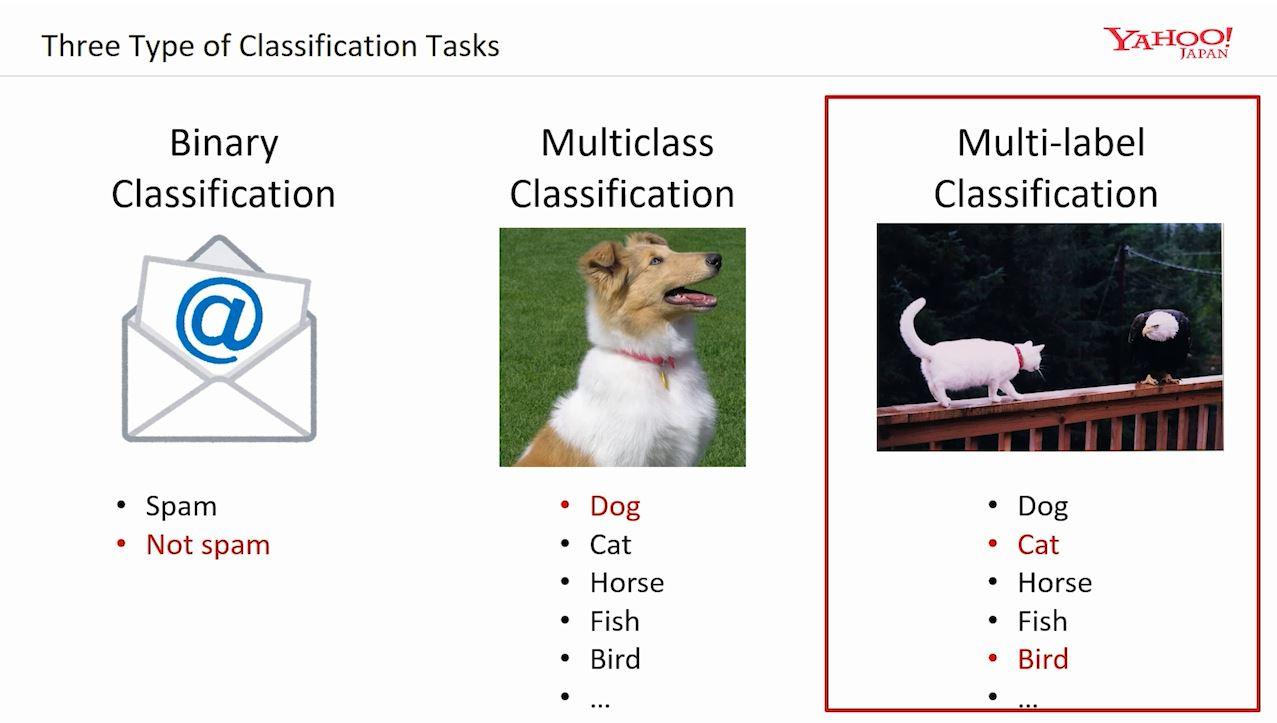 Three Type of Classification Tasks
YAHOO!
JAPAN
Binary
Classification
@
• Spam
• Not spam
Multiclass
Classification
• Dog
• Cat
• Horse
• Fish
• Bird
• ...
Multi-label
Classification
• Dog
• Cat
• Horse
• Fish
• Bird
• ...